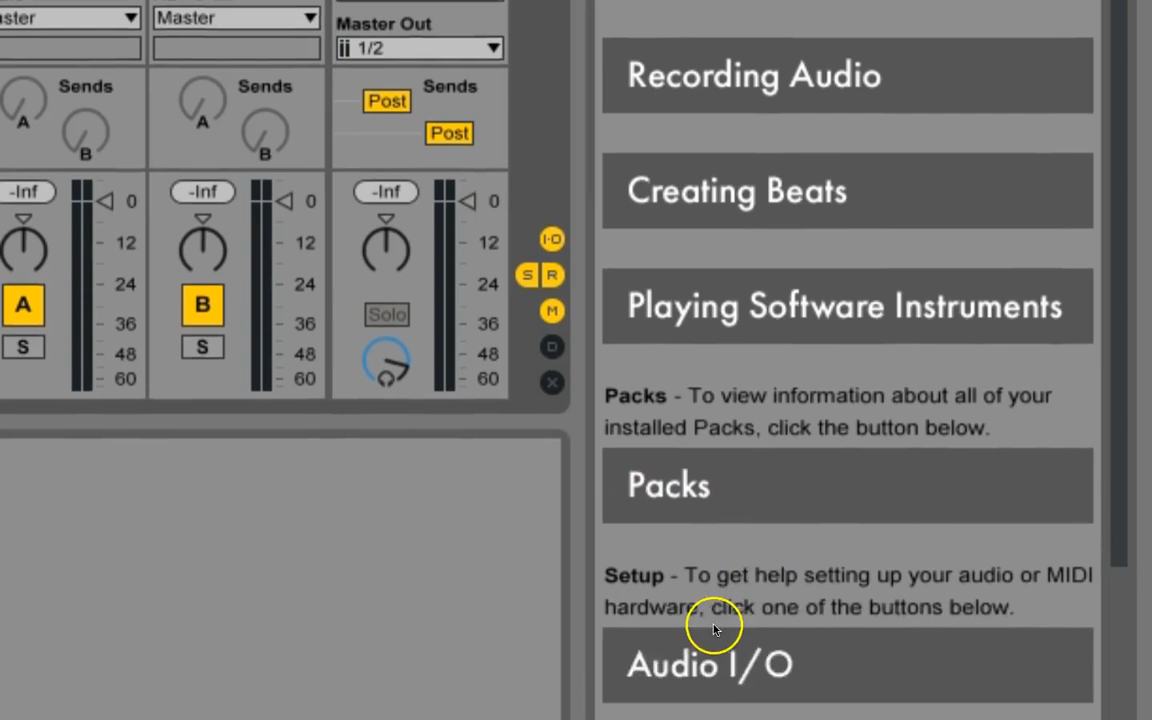 aster
Master
Master Out
1/2
Sends
A
B
Sends
A
B
Post
Sends
Post
-Inf
0
12
24
36
48
60
A
S
-Inf
0
12
24
36
48
60
B
S
-Inf
0
12
24
36
48
60
Solo
I·O
S R
M
D
X
Recording Audio
Creating Beats
Playing Software Instruments
Packs - To view information about all of your
installed Packs, click the button below.
Packs
Setup - To get help setting up your audio or MIDI
hardware, click one of the buttons below.
Audio I/O